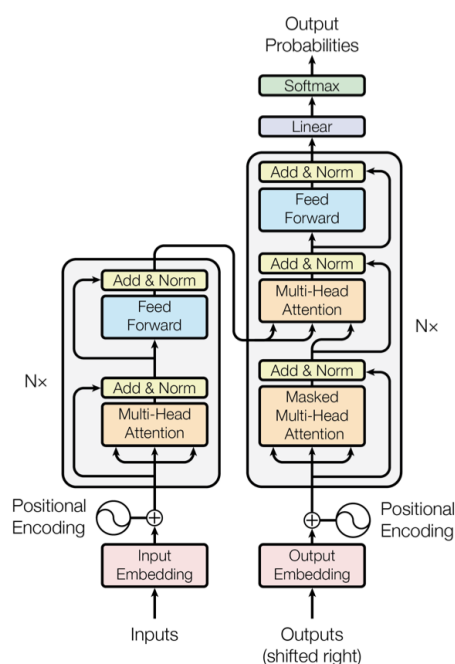 Output
Probabilities
Softmax
Linear
Add & Norm
Feed
Forward
Add & Norm
Multi-Head
Attention
Nx
Add & Norm
Masked
Multi-Head
Attention
Positional
Encoding
Output
Embedding
Outputs
(shifted right)
Add & Norm
Feed
Forward
N×
Add & Norm
Multi-Head
Attention
Positional
Encoding
Input
Embedding
Inputs